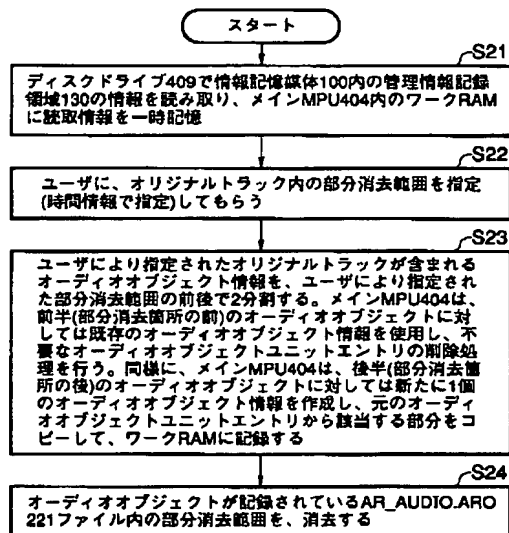 スタート
S21
ディスクドライブ409で情報記憶媒体100内の管理情報記録
領域130の情報を読み取り、メインMPU404内のワークRAM
に読取情報を一時記憶
S22
ユーザに、オリジナルトラック内の部分消去範囲を指定
(時間情報で指定)してもらう
S23
ユーザにより指定されたオリジナルトラックが含まれる
オーディオオブジェクト情報を、ユーザにより指定され
た部分消去範囲の前後で2分割する。メインMPU404は、
前半(部分消去箇所の前)のオーディオオブジェクトに対
しては既存のオーディオオブジェクト情報を使用し、不
要なオーディオオブジェクトユニットエントリの削除処
理を行う。同様に、メインMPU404は、後半(部分消去箇
所の後)のオーディオオブジェクトに対しては新たに1個
のオーディオオブジェクト情報を作成し、元のオーディ
オオブジェクトユニットエントリから該当する部分をコ
ピーして、ワークRAMに記録する
S24
オーディオオブジェクトが記録されているAR_AUDIO.ARO
221ファイル内の部分消去範囲を、消去する